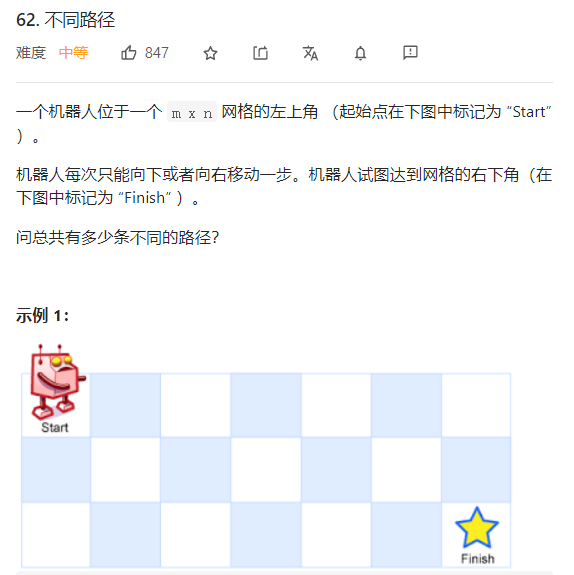 62. 不同路径
难度 中等 847
一个机器人位于一个 m x n 网格的左上角 （起始点在下图中标记为 “Start”
）。
机器人每次只能向下或者向右移动一步。机器人试图达到网格的右下角（在
下图中标记为 “Finish” ）。
问总共有多少条不同的路径？
示例 1：
Start
Finish